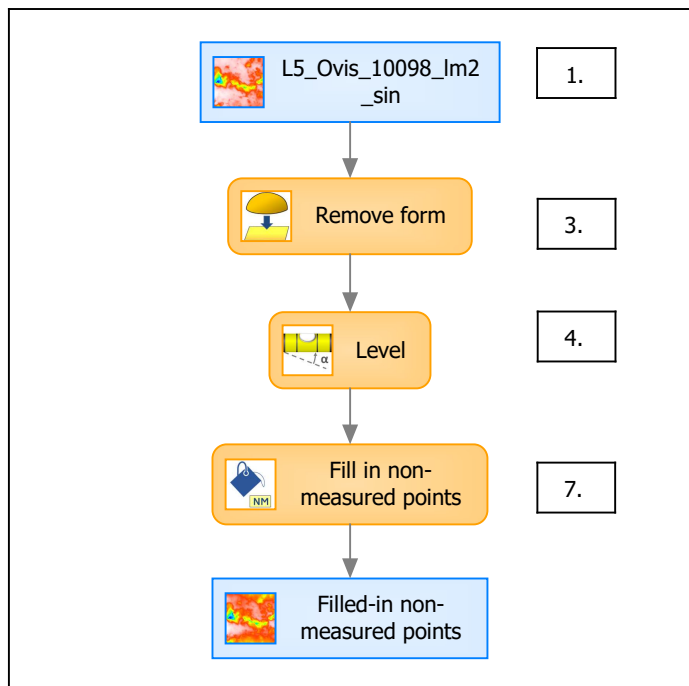 L5_Ovis_10098_lm2
_sin
1.
Remove form
3.
α
Level
4.
Fill in non-
measured points
NM
7.
Filled-in non-
measured points